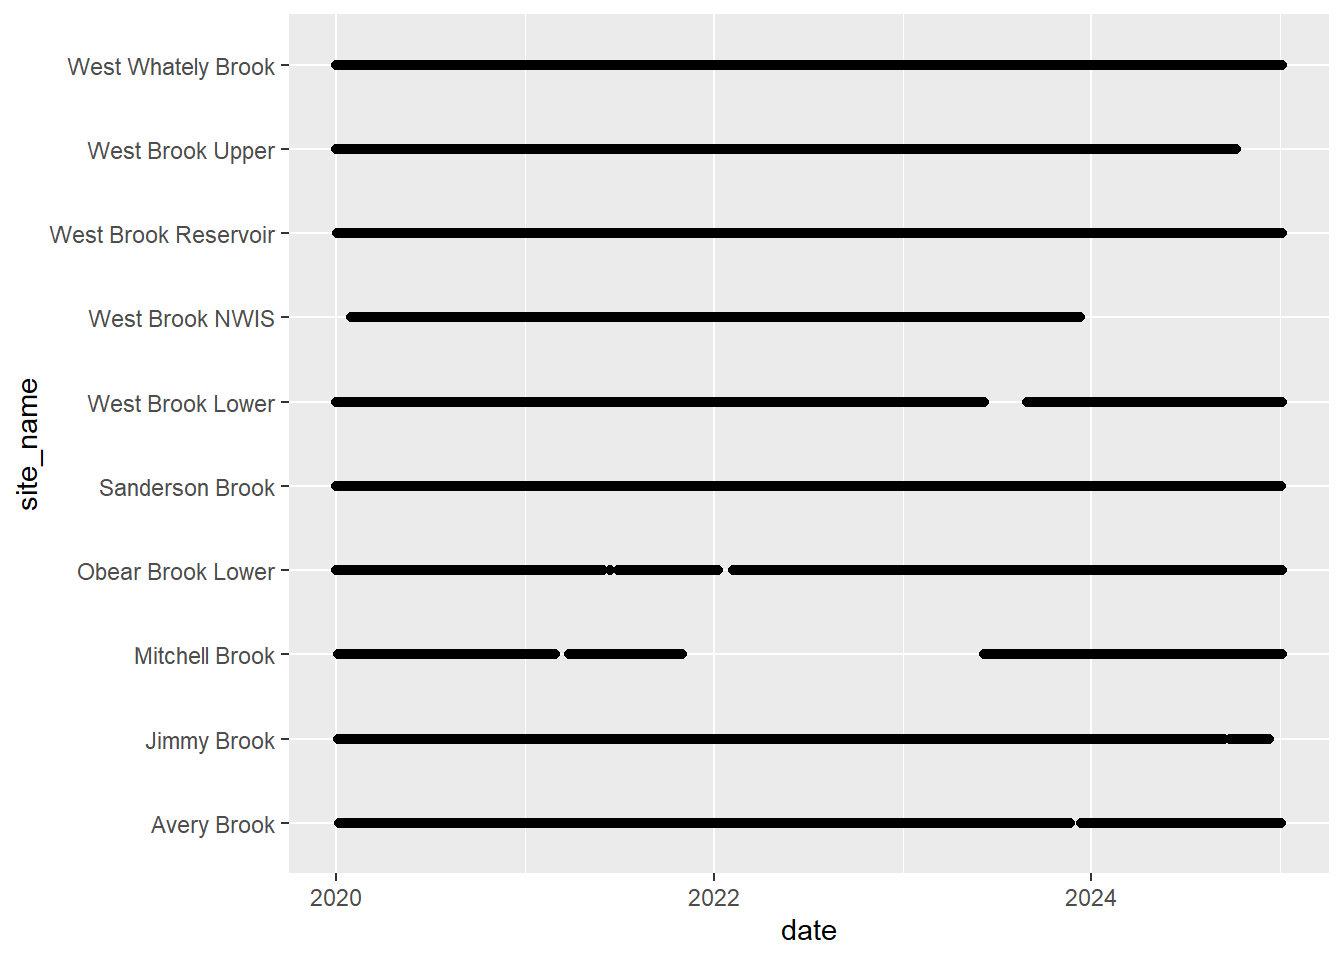 West Whately Brook
West Brook Upper
West Brook Reservoir
West Brook NWIS
West Brook Lower
Sanderson Brook
Obear Brook Lower
Mitchell Brook
Jimmy Brook
Avery Brook
site_name
2020 2022 2024
date